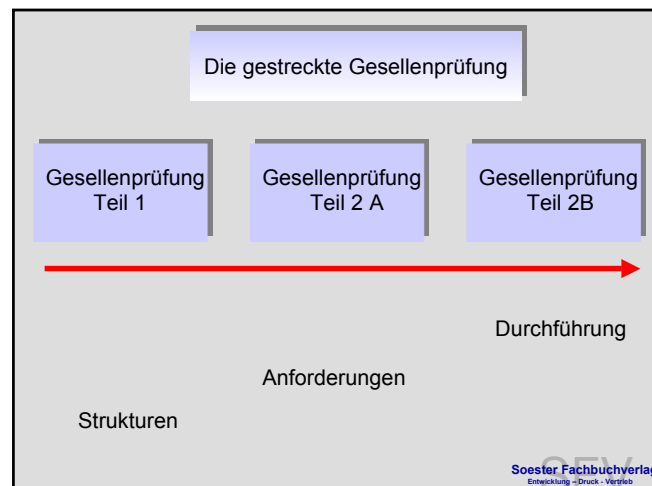 Die gestreckte Gesellenprüfung
Gesellenprüfung
Teil 1
Gesellenprüfung
Teil 2 A
Gesellenprüfung
Teil 2B
Durchführung
Anforderungen
Strukturen
SFV
Soester Fachbuchverlag
Entwicklung – Druck - Vertrieb